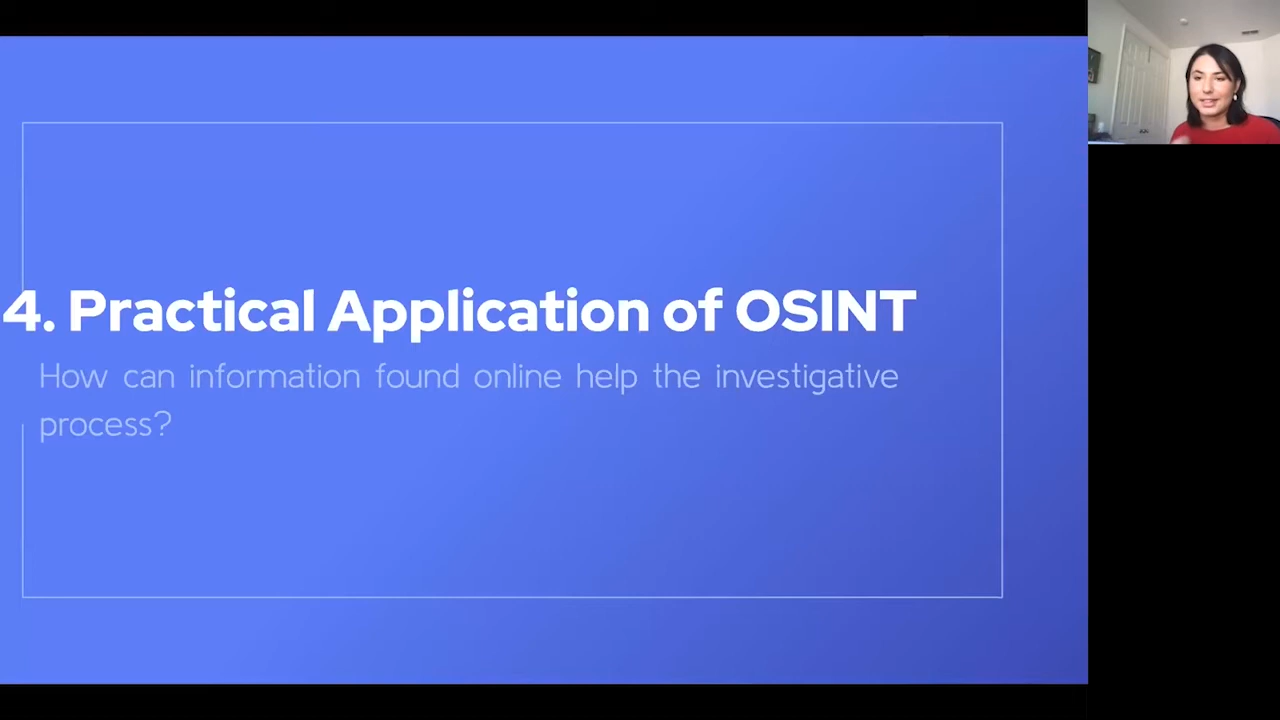 4. Practical Application of OSINT
How can information found online help the investigative
process?